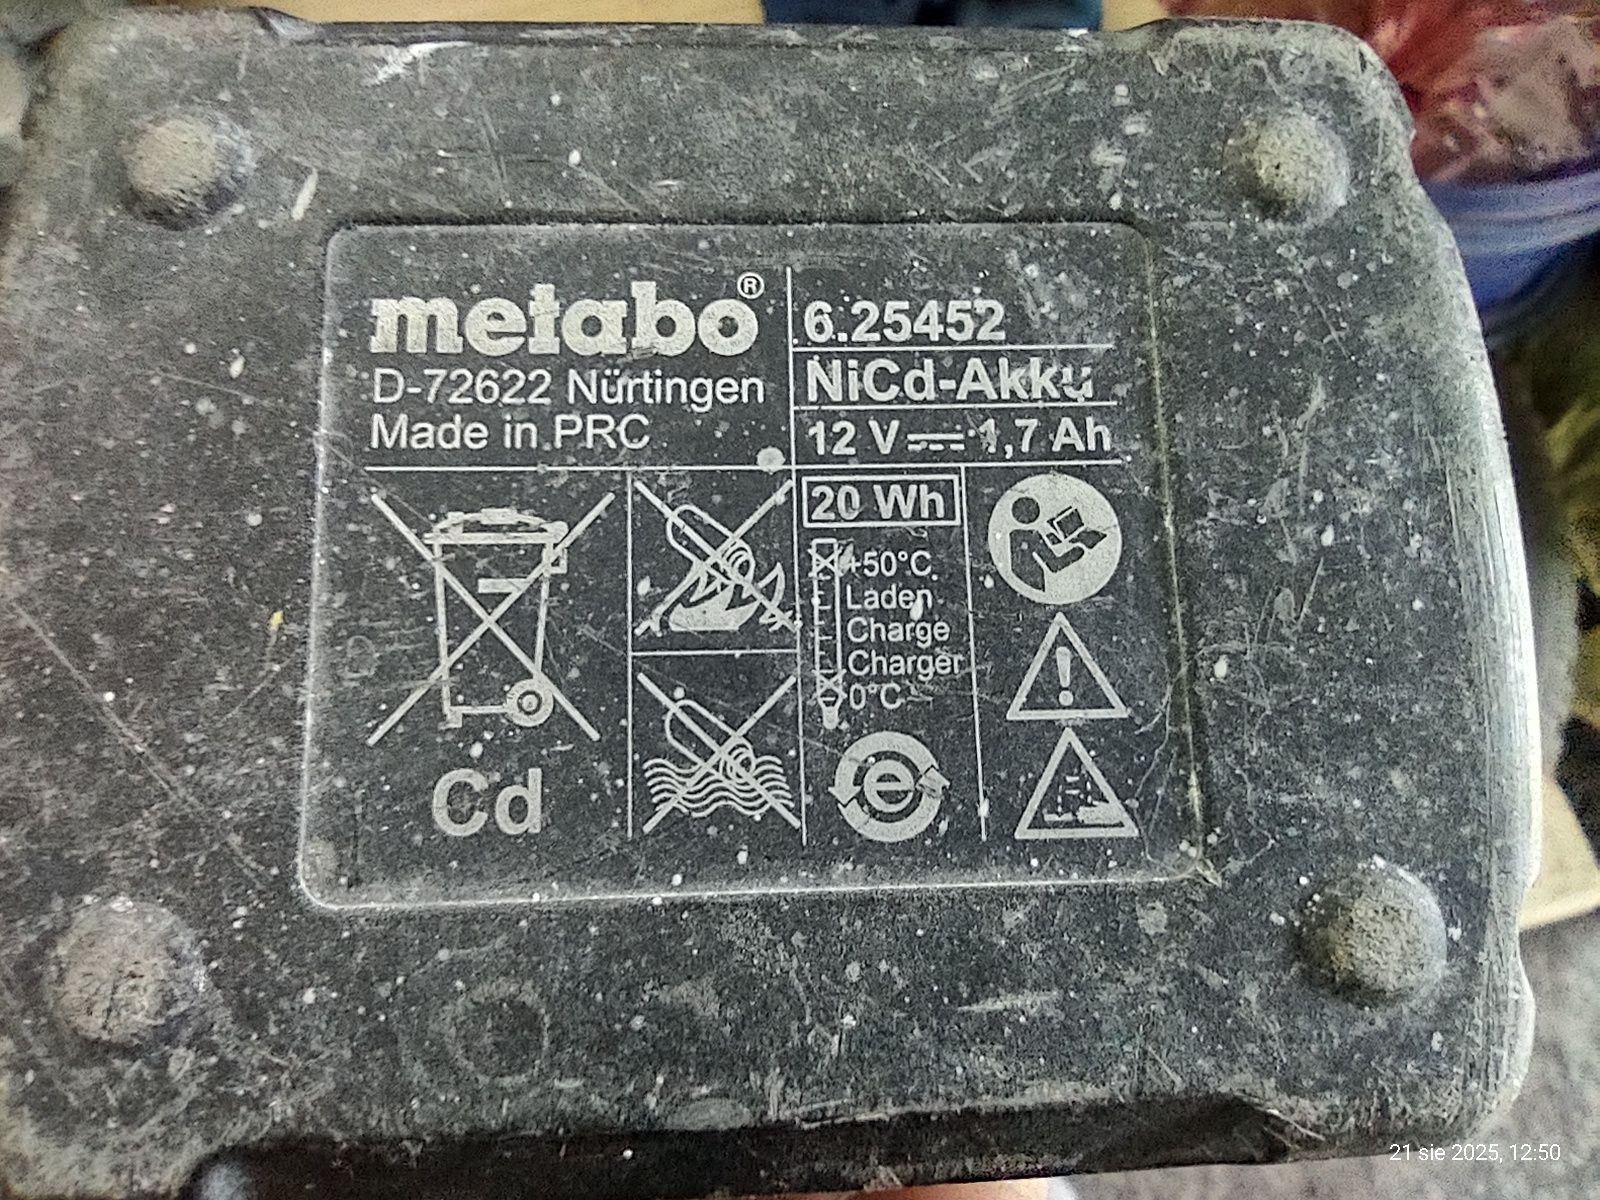 metabo®
D-72622 Nürtingen
Made in PRC
6.25452
NiCd-Akku
12 V ⎓ 1,7 Ah
20 Wh
+50°C
Laden
Charge
Charger
0°C
Cd
e
21 sie 2025, 12:50